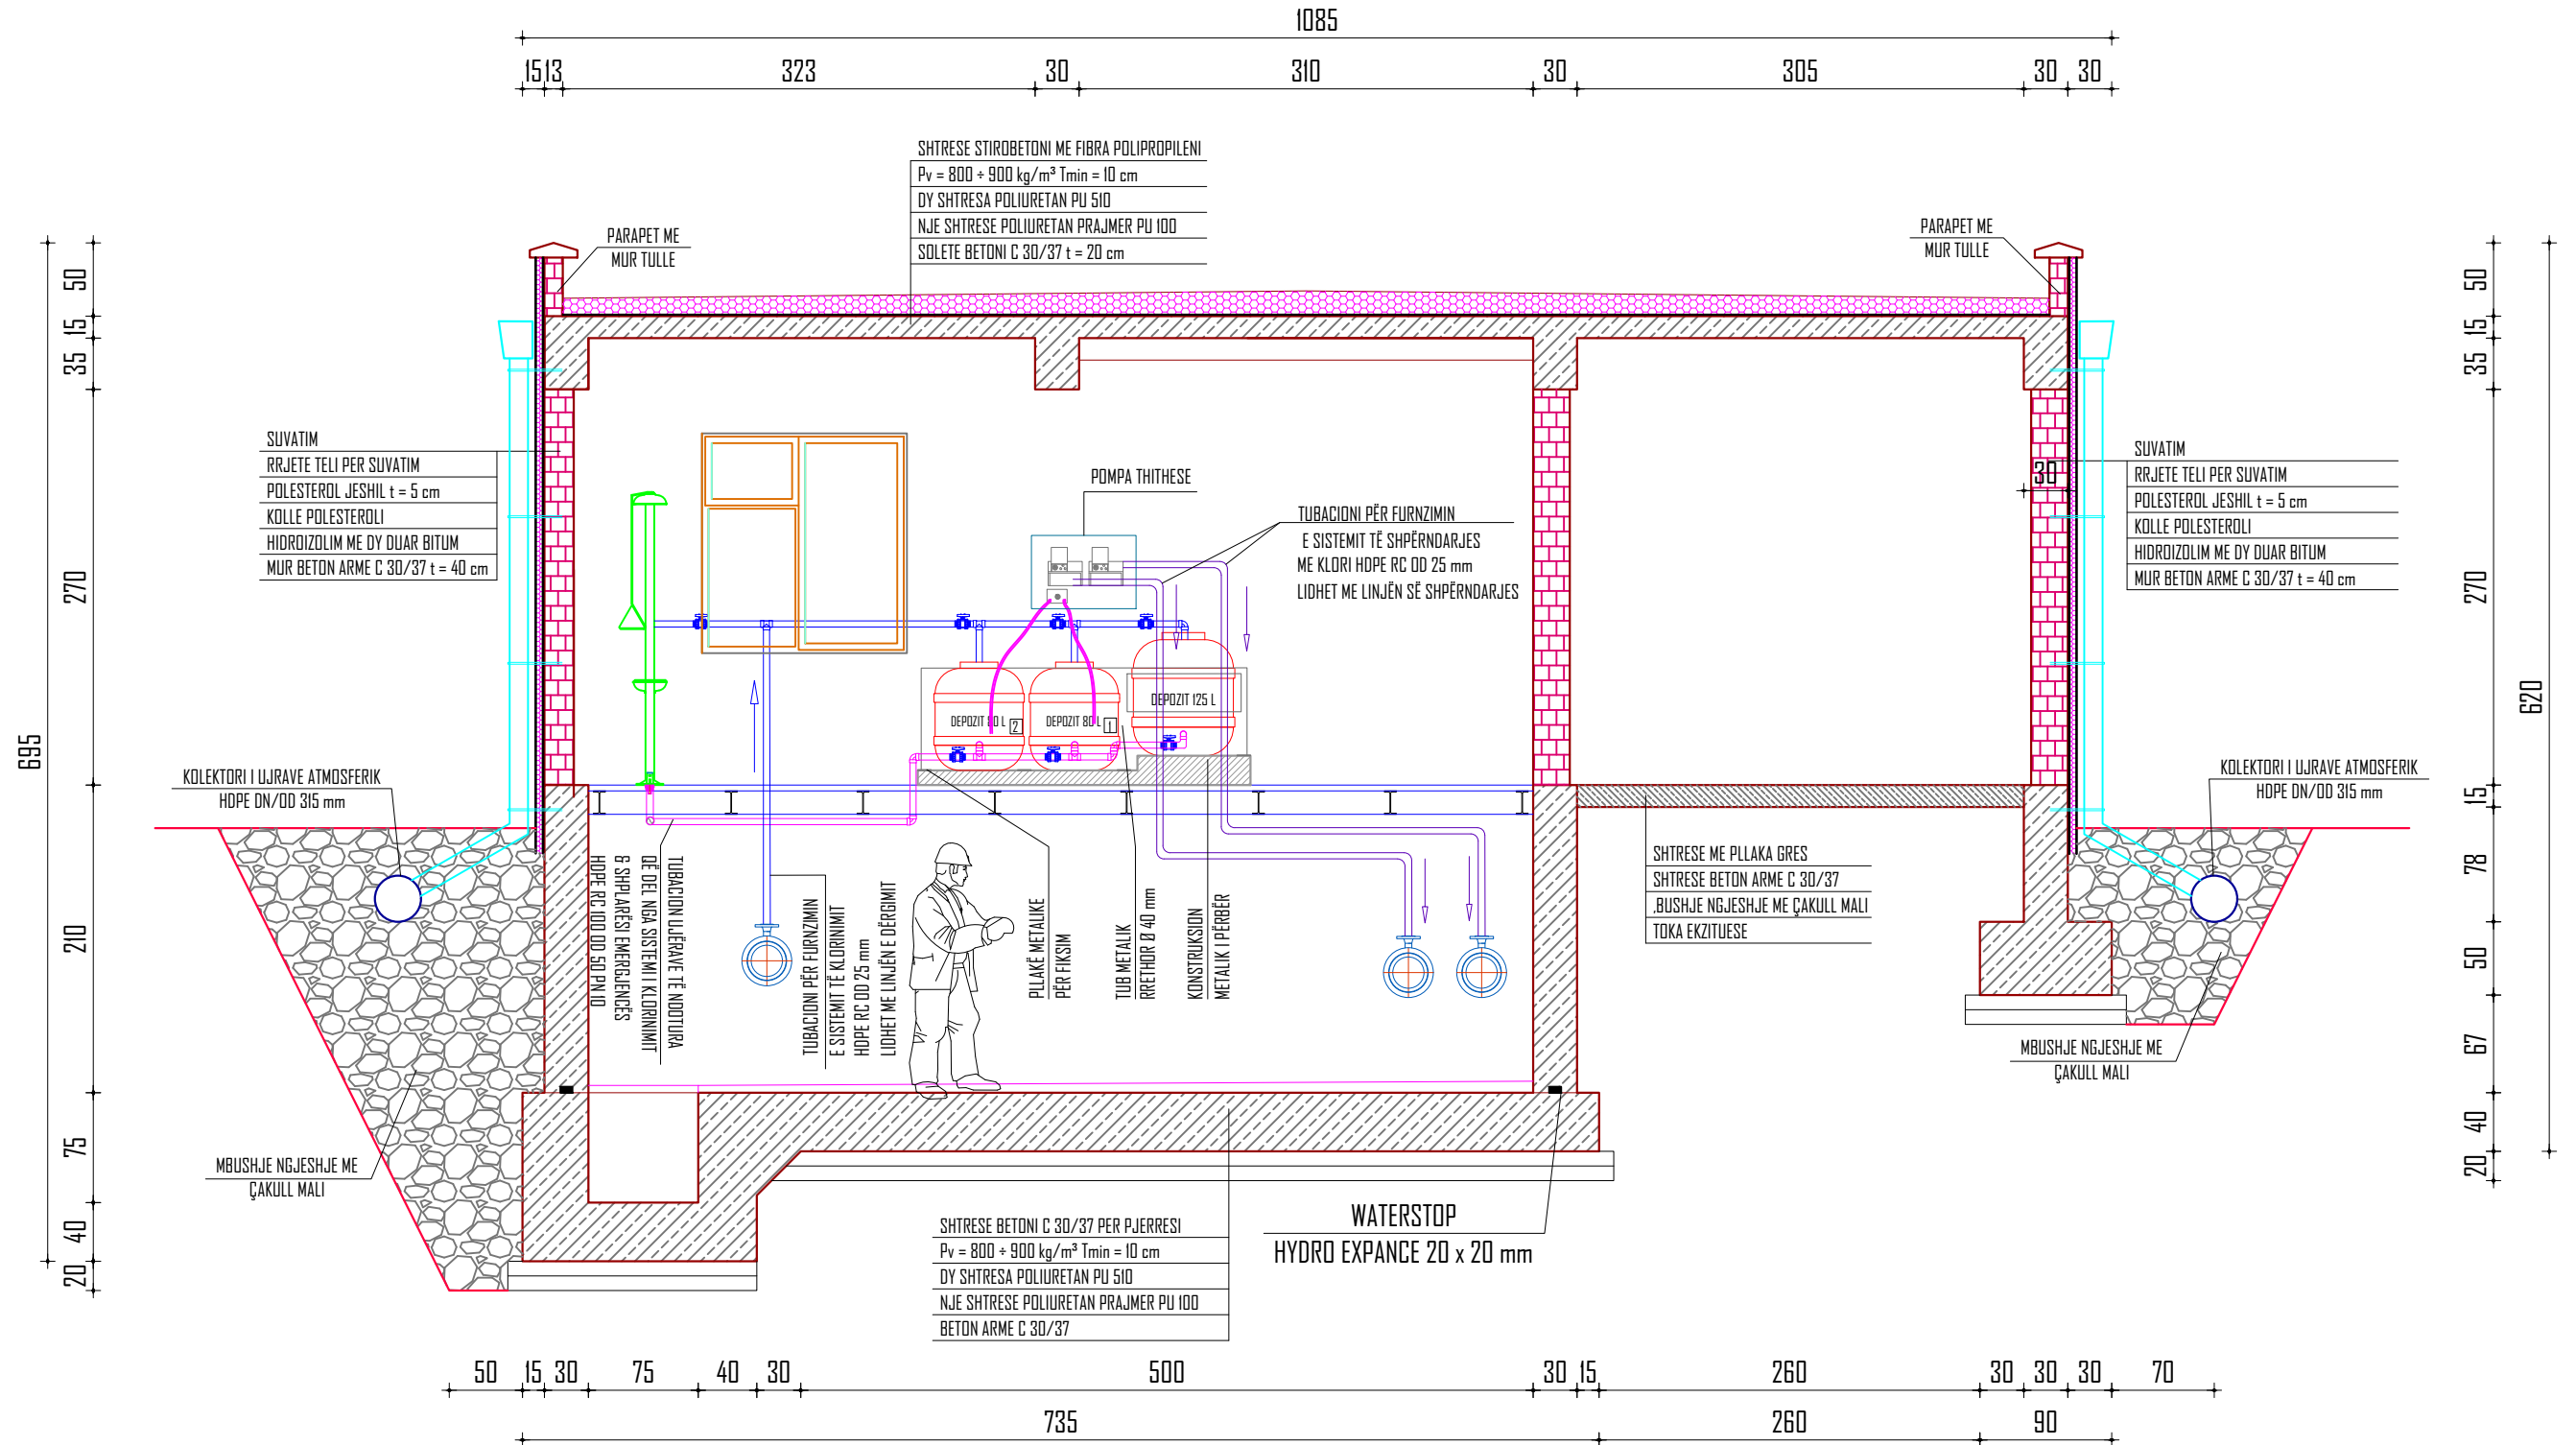 1085
15 13 323 30 310 30 305 30 30
SHTRESE STIROBETONI ME FIBRA POLIPROPILENI
Pv = 800 ÷ 900 kg/m³ Tmin = 10 cm
DY SHTRESA POLIURETAN PU 510
NJE SHTRESE POLIURETAN PRAJMER PU 100
SOLETE BETONI C 30/37 t = 20 cm
PARAPET ME
MUR TULLE
PARAPET ME
MUR TULLE
695
50
15
35
270
210
75
40
20
50
15
35
270
15
78
50
67
40
20
620
SUVATIM
RRJETE TELI PER SUVATIM
POLESTEROL JESHIL t = 5 cm
KOLLE POLESTEROLI
HIDROIZOLIM ME DY DUAR BITUM
MUR BETON ARME C 30/37 t = 40 cm
POMPA THITHESE
TUBACIONI PËR FURNZIMIN
E SISTEMIT TË SHPËRNDARJES
ME KLORI HDPE RC OD 25 mm
LIDHET ME LINJËN SË SHPËRNDARJES
30
SUVATIM
RRJETE TELI PER SUVATIM
POLESTEROL JESHIL t = 5 cm
KOLLE POLESTEROLI
HIDROIZOLIM ME DY DUAR BITUM
MUR BETON ARME C 30/37 t = 40 cm
DEPOZIT 80 L
2
DEPOZIT 80 L
1
DEPOZIT 125 L
KOLEKTORI I UJRAVE ATMOSFERIK
HDPE DN/OD 315 mm
KOLEKTORI I UJRAVE ATMOSFERIK
HDPE DN/OD 315 mm
TUBACION UJËRAVE TË NDOTURA
QË DEL NGA SISTEMI I KLORINIMIT
& SHPLARËSI EMERGJENCËS
HDPE RC 100 OD 50 PN 10
TUBACIONI PËR FURNZIMIN
E SISTEMIT TË KLORINIMIT
HDPE RC OD 25 mm
LIDHET ME LINJËN E DËRGIMIT
PLLAKË METALIKE
PËR FIKSIM
TUB METALIK
RRETHOR Ø 40 mm
KONSTRUKSION
METALIK I PËRBËR
SHTRESE ME PLLAKA GRES
SHTRESE BETON ARME C 30/37
,BUSHJE NGJESHJE ME ÇAKULL MALI
TOKA EKZITUESE
MBUSHJE NGJESHJE ME
ÇAKULL MALI
MBUSHJE NGJESHJE ME
ÇAKULL MALI
WATERSTOP
HYDRO EXPANCE 20 x 20 mm
SHTRESE BETONI C 30/37 PER PJERRESI
Pv = 800 ÷ 900 kg/m³ Tmin = 10 cm
DY SHTRESA POLIURETAN PU 510
NJE SHTRESE POLIURETAN PRAJMER PU 100
BETON ARME C 30/37
50 15 30 75 40 30 500 30 15 260 30 30 30 70
735 260 90